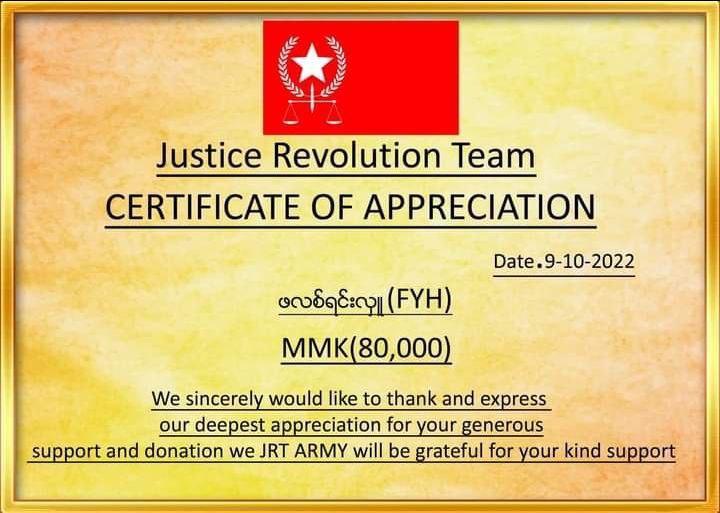 Justice Revolution Team
CERTIFICATE OF APPRECIATION
Date.9-10-2022
ဖလစ်ရင်းလှူ (FYH)
MMK(80,000)
We sincerely would like to thank and express
our deepest appreciation for your generous
support and donation we JRT ARMY will be grateful for your kind support